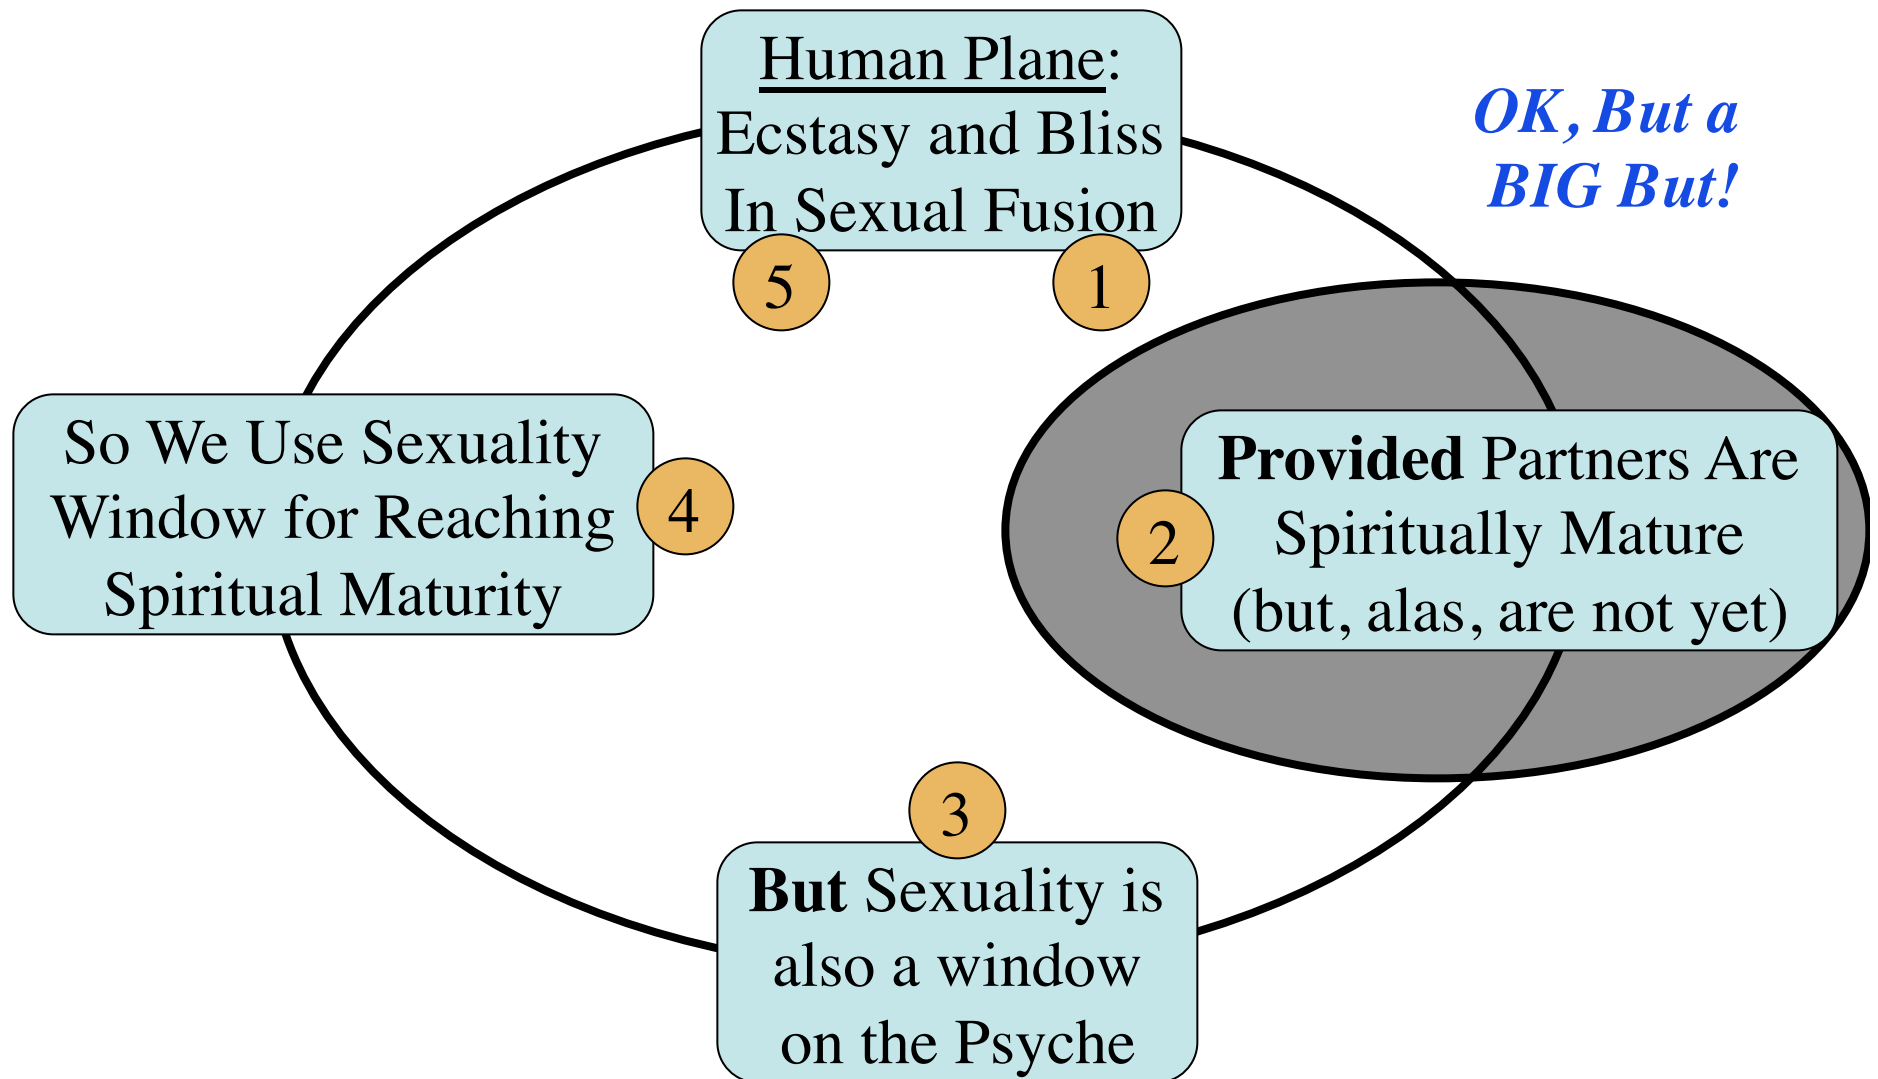 Human Plane:
Ecstasy and Bliss
In Sexual Fusion
OK, But a
BIG But!
5
1
So We Use Sexuality
Window for Reaching
Spiritual Maturity
4
2
Provided Partners Are
Spiritually Mature
(but, alas, are not yet)
3
But Sexuality is
also a window
on the Psyche